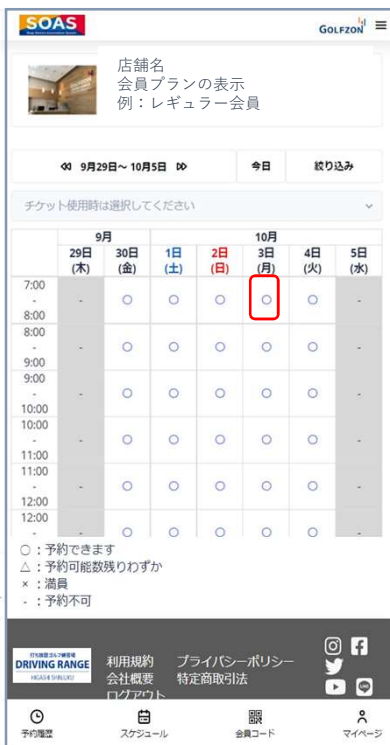 SOAS
GOLFZON
店舗名
会員プランの表示
例：レギュラー会員
9月29日～10月5日 今日 絞り込み
チケット使用時は選択してください
9月 10月
29日 30日 1日 2日 3日 4日 5日
(木) (金) (土) (日) (月) (火) (水)
7:00
- - ○ ○ ○ ○ ○ -
8:00
8:00
- - ○ ○ ○ ○ ○ -
9:00
9:00
- - ○ ○ ○ ○ ○ -
10:00
10:00
- - ○ ○ ○ ○ ○ -
11:00
11:00
- - ○ ○ ○ ○ ○ -
12:00
12:00
- - ○ ○ ○ ○ ○ -
○：予約できます
△：予約可能数残りわずか
×：満員
-：予約不可
DRIVING RANGE
HIGASHI SHINJUKU
利用規約 プライバシーポリシー
会社概要 特定商取引法
ログアウト
予約履歴 スケジュール 会員コード マイページ